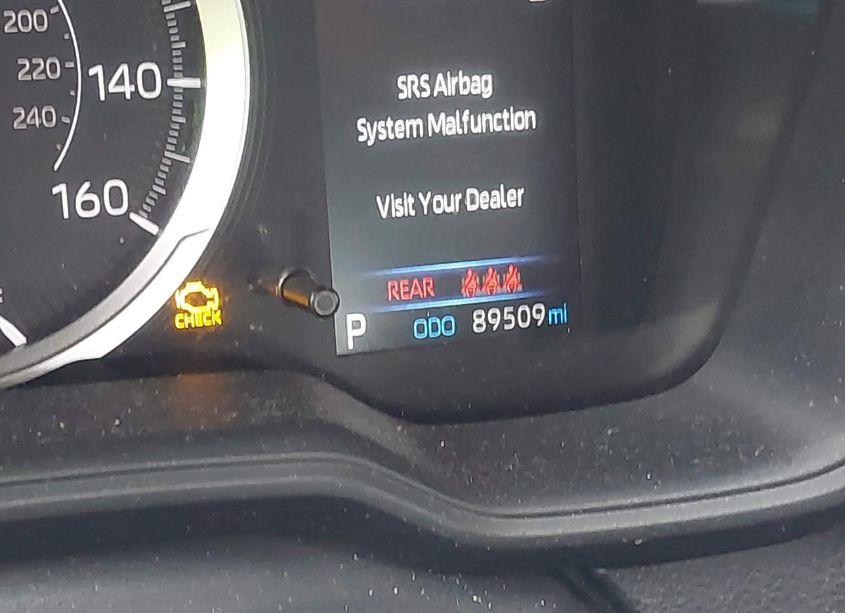 200
220
240
140
160
SRS Airbag
System Malfunction
Visit Your Dealer
REAR
CHECK
P ODO 89509 mi